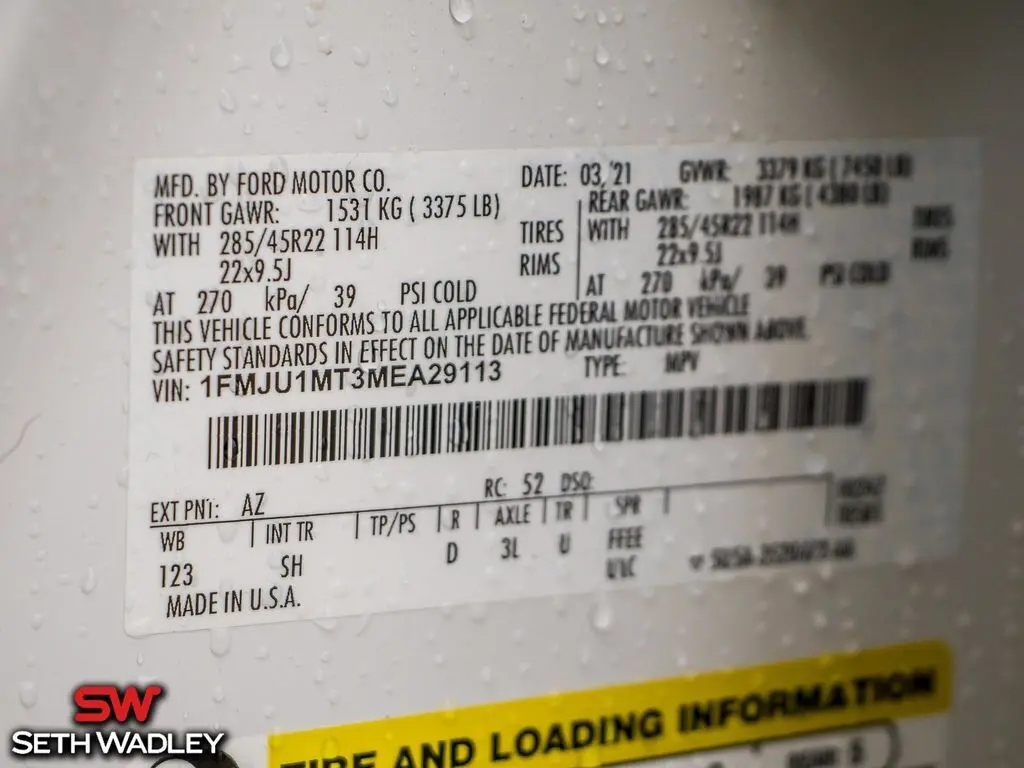 MFD. BY FORD MOTOR CO. DATE: 03,'21 GVWR: 3379 KG ( 7450 LB)
FRONT GAWR: 1531 KG ( 3375 LB) REAR GAWR: 1987 KG ( 4380 LB)
WITH 285/45R22 114H TIRES WITH 285/45R22 114H TIRES
22x9.5J RIMS 22x9.5J RIMS
AT 270 kPa/ 39 PSI COLD AT 270 kPa/ 39 PSI COLD
THIS VEHICLE CONFORMS TO ALL APPLICABLE FEDERAL MOTOR VEHICLE
SAFETY STANDARDS IN EFFECT ON THE DATE OF MANUFACTURE SHOWN ABOVE.
VIN: 1FMJU1MT3MEA29113 TYPE: MPV
EXT PNT: AZ RC: 52 DSO:
WB INT TR TP/PS R AXLE TR SPR
123 SH D 3L U FFEE
MADE IN U.S.A.
TIRE AND LOADING INFORMATION
SW
SETH WADLEY